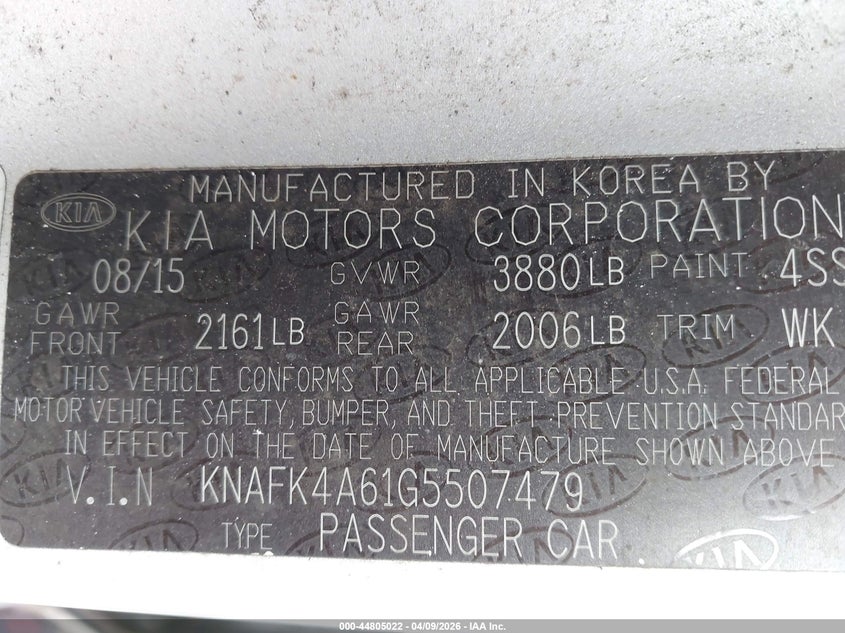 MANUFACTURED IN KOREA BY
KIA KIA MOTORS CORPORATION
08/15 GVWR 3880LB PAINT 4SS
GAWR FRONT 2161LB GAWR REAR 2006LB TRIM WK
THIS VEHICLE CONFORMS TO ALL APPLICABLE U.S.A. FEDERAL
MOTOR VEHICLE SAFETY, BUMPER, AND THEFT PREVENTION STANDAR
IN EFFECT ON THE DATE OF MANUFACTURE SHOWN ABOVE
V.I.N KNAFK4A61G5507479
TYPE PASSENGER CAR
000-44805022 - 04/09/2026 - IAA Inc.